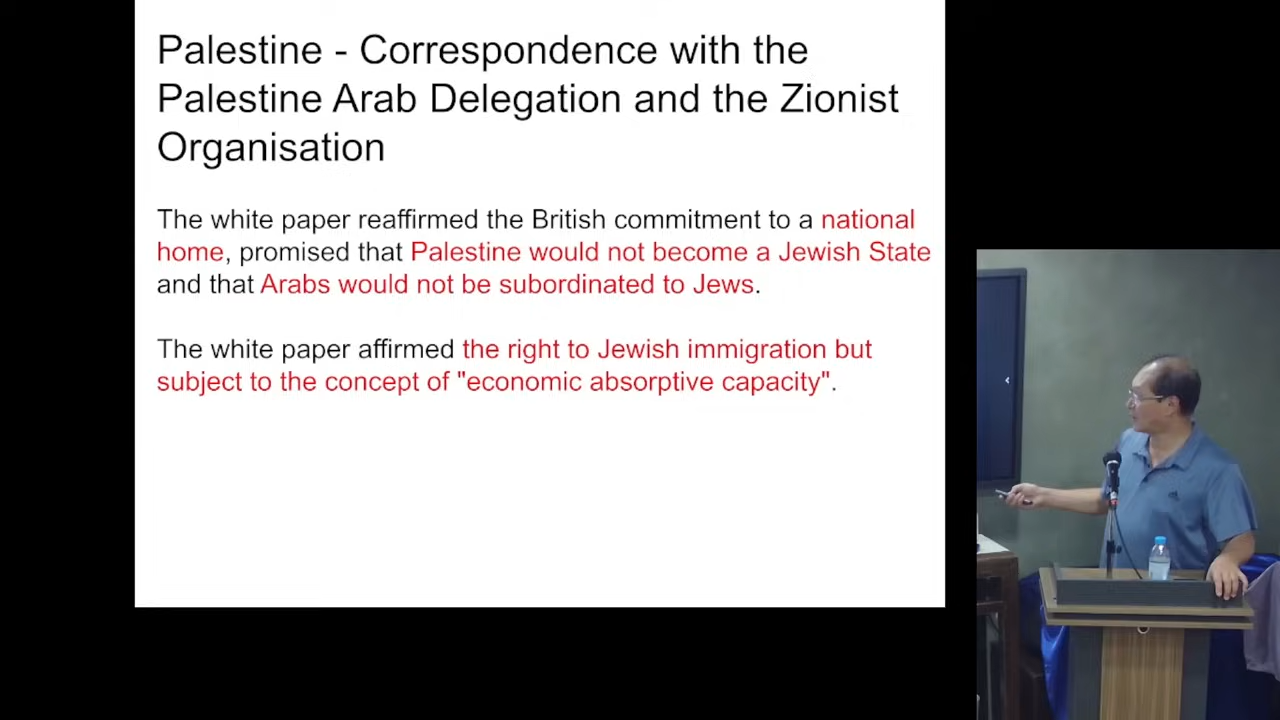 Palestine - Correspondence with the
Palestine Arab Delegation and the Zionist
Organisation
The white paper reaffirmed the British commitment to a national
home, promised that Palestine would not become a Jewish State
and that Arabs would not be subordinated to Jews.
The white paper affirmed the right to Jewish immigration but
subject to the concept of "economic absorptive capacity".